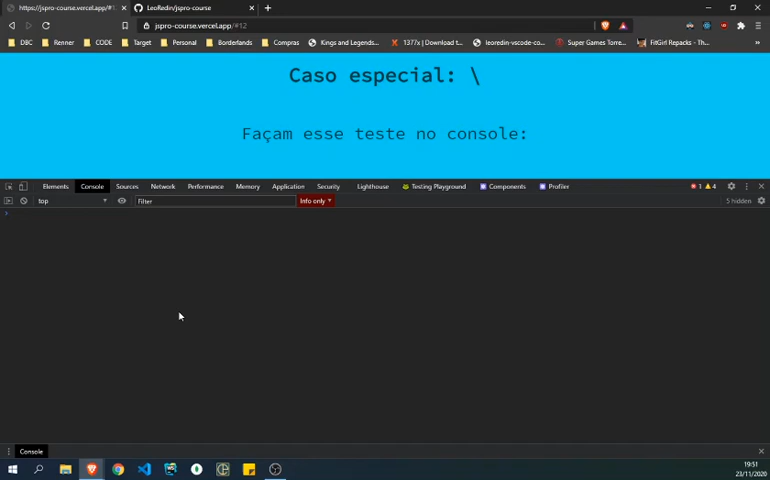 https://jspro-course.vercel.app/#1
LeoRedin/jspro-course
jspro-course.vercel.app/#12
DBC
Renner
CODE
Target
Personal
Borderlands
Compras
Kings and Legends...
1377x | Download t...
leoredin-vscode-co...
Super Games Torre...
FitGirl Repacks - Th...
»
Caso especial: \
Façam esse teste no console:
Elements
Console
Sources
Network
Performance
Memory
Application
Security
Lighthouse
Testing Playground
Components
Profiler
1
4
top
Filter
Info only
5 hidden
Console
19:51
23/11/2020